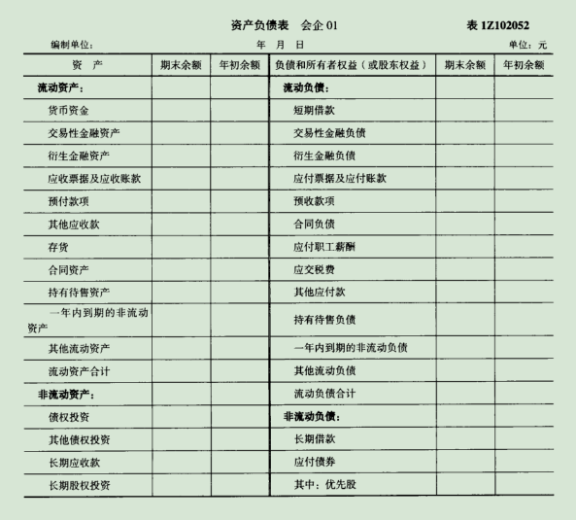 资产负债表 会企 01 表 1Z102052
编制单位: 年 月 日 单位: 元
资 产 期末余额 年初余额 负债和所有者权益（或股东权益） 期末余额 年初余额
流动资产: 流动负债:
货币资金 短期借款
交易性金融资产 交易性金融负债
衍生金融资产 衍生金融负债
应收票据及应收账款 应付票据及应付账款
预付款项 预收款项
其他应收款 合同负债
存货 应付职工薪酬
合同资产 应交税费
持有待售资产 其他应付款
一年内到期的非流动
资产 持有待售负债
其他流动资产 一年内到期的非流动负债
流动资产合计 其他流动负债
非流动资产: 流动负债合计
债权投资 非流动负债:
其他债权投资 长期借款
长期应收款 应付债券
长期股权投资 其中: 优先股